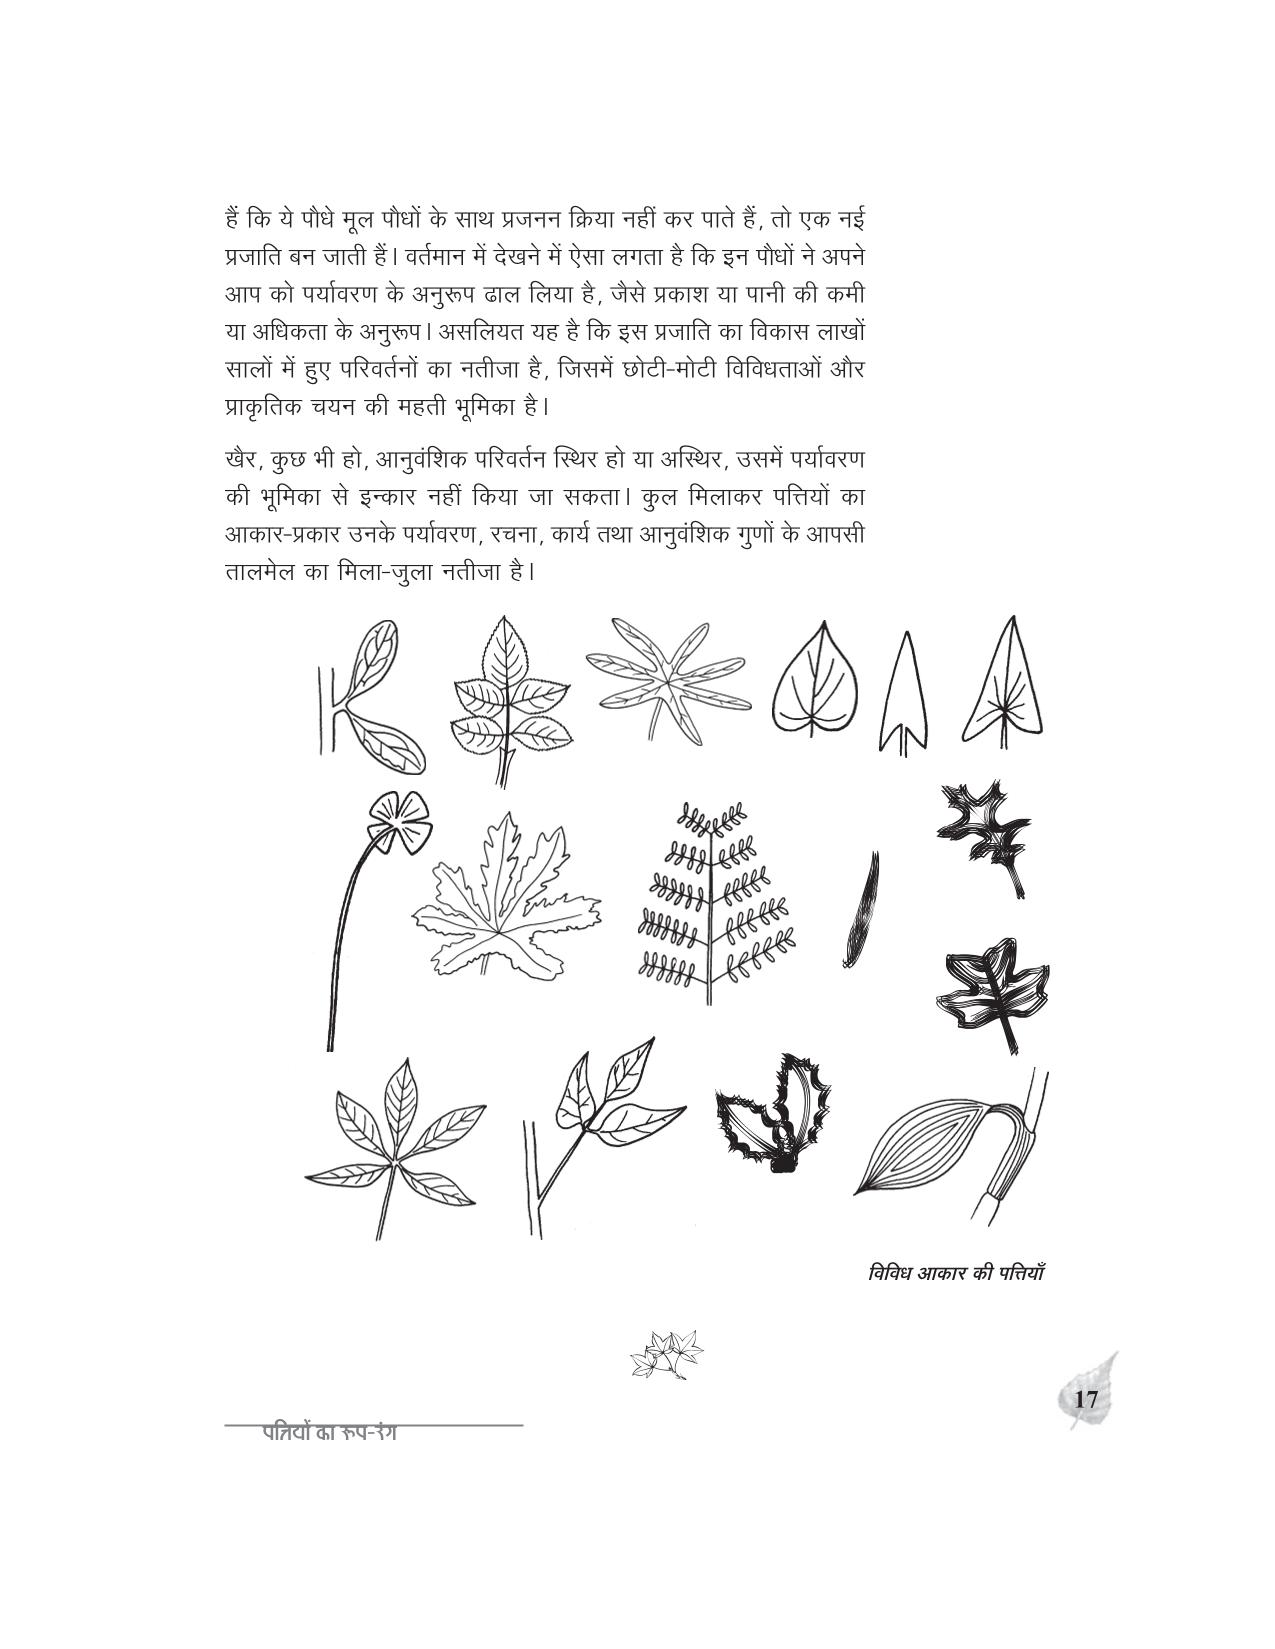 हैं कि ये पौधे मूल पौधों के साथ प्रजनन क्रिया नहीं कर पाते हैं, तो एक नई
प्रजाति बन जाती हैं। वर्तमान में देखने में ऐसा लगता है कि इन पौधों ने अपने
आप को पर्यावरण के अनुरूप ढाल लिया है, जैसे प्रकाश या पानी की कमी
या अधिकता के अनुरूप। असलियत यह है कि इस प्रजाति का विकास लाखों
सालों में हुए परिवर्तनों का नतीजा है, जिसमें छोटी-मोटी विविधताओं और
प्राकृतिक चयन की महती भूमिका है।
खैर, कुछ भी हो, आनुवंशिक परिवर्तन स्थिर हो या अस्थिर, उसमें पर्यावरण
की भूमिका से इन्कार नहीं किया जा सकता। कुल मिलाकर पत्तियों का
आकार-प्रकार उनके पर्यावरण, रचना, कार्य तथा आनुवंशिक गुणों के आपसी
तालमेल का मिला-जुला नतीजा है।
विविध आकार की पत्तियाँ
17
पत्तियों का रूप-रंग